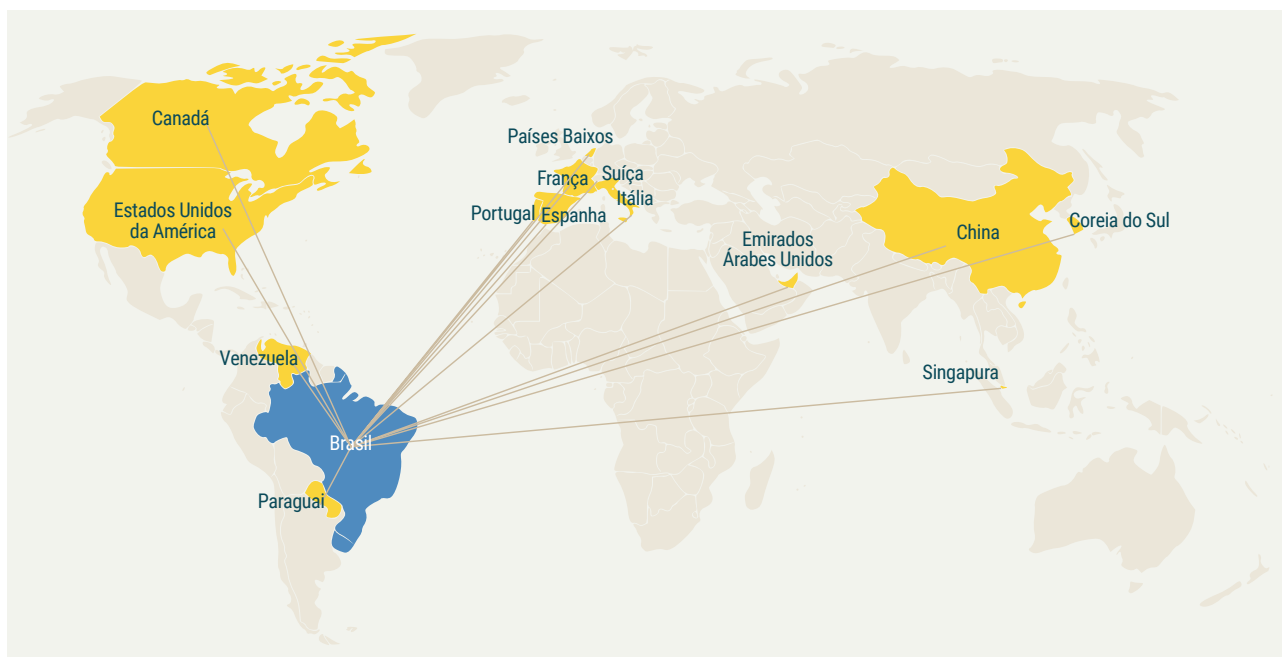 Canadá
Países Baixos
Suíça
França
Itália
Estados Unidos
da América
Portugal
Espanha
China
Coreia do Sul
Emirados
Árabes Unidos
Venezuela
Singapura
Brasil
Paraguai